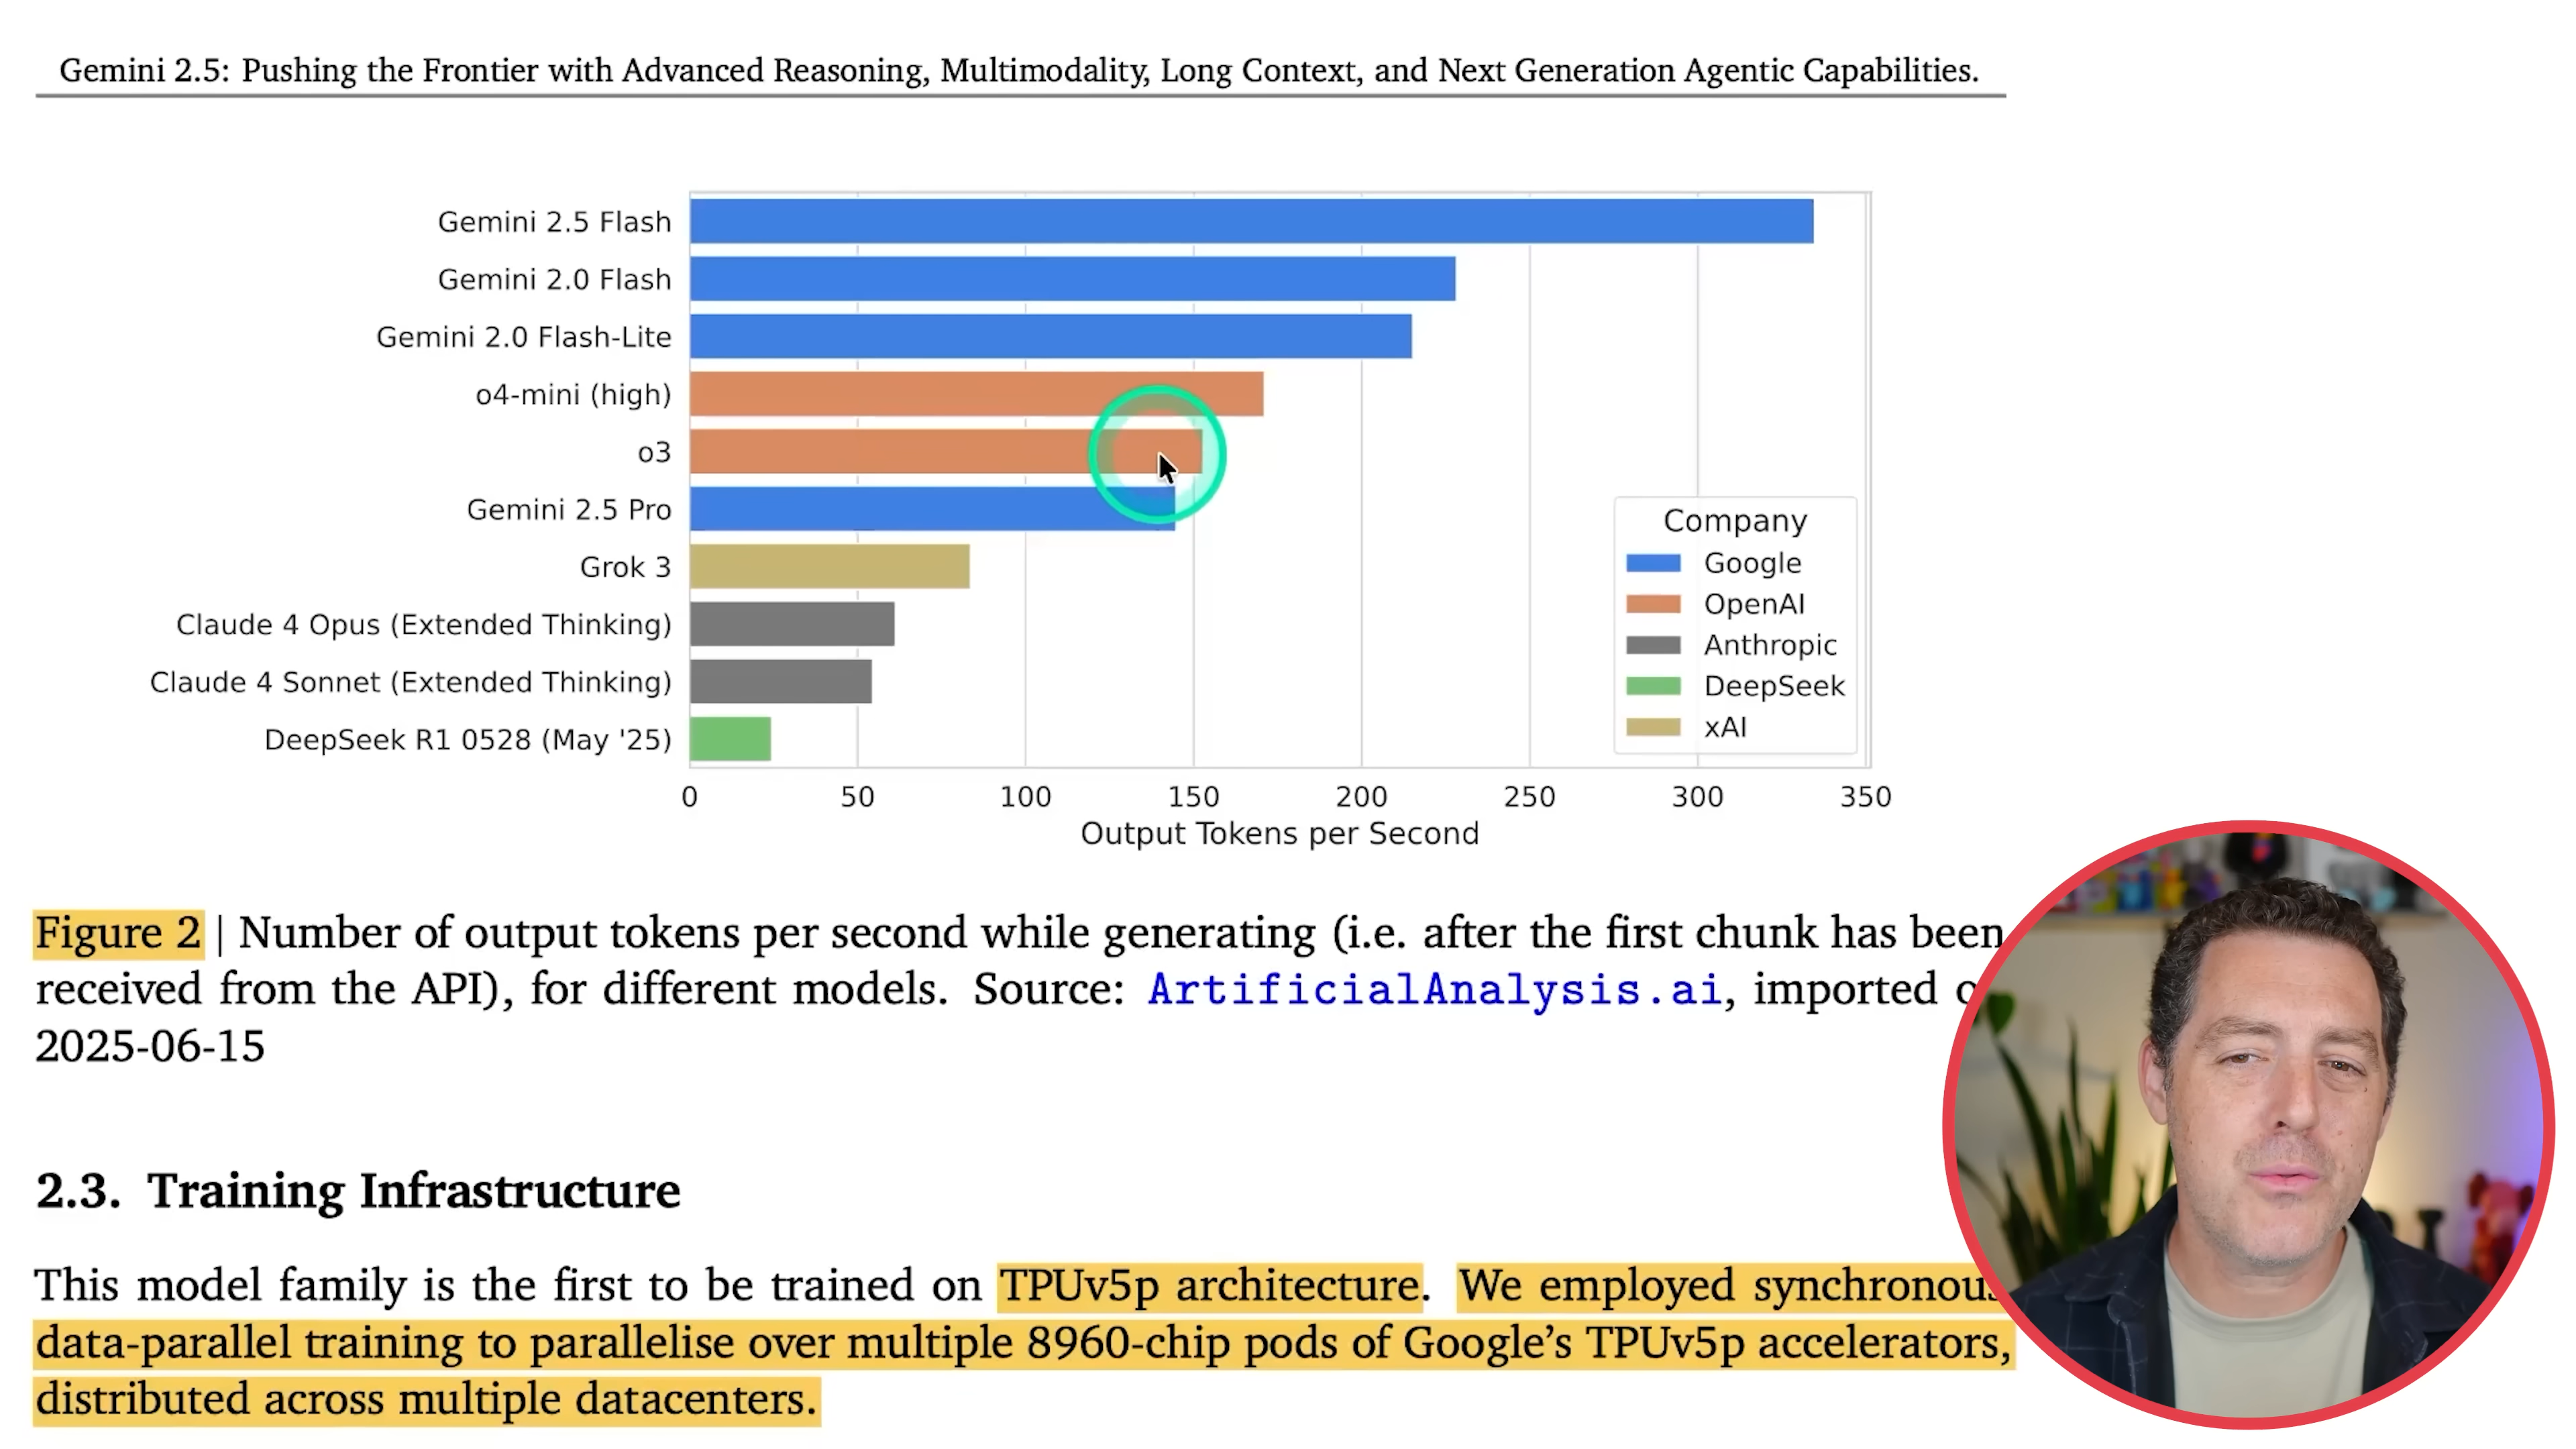 Gemini 2.5: Pushing the Frontier with Advanced Reasoning, Multimodality, Long Context, and Next Generation Agentic Capabilities.
Gemini 2.5 Flash
Gemini 2.0 Flash
Gemini 2.0 Flash-Lite
o4-mini (high)
o3
Gemini 2.5 Pro
Grok 3
Claude 4 Opus (Extended Thinking)
Claude 4 Sonnet (Extended Thinking)
DeepSeek R1 0528 (May '25)
Company
Google
OpenAI
Anthropic
DeepSeek
xAI
0 50 100 150 200 250 300 350
Output Tokens per Second
Figure 2 | Number of output tokens per second while generating (i.e. after the first chunk has been
received from the API), for different models. Source: ArtificialAnalysis.ai, imported
2025-06-15
2.3. Training Infrastructure
This model family is the first to be trained on TPUv5p architecture. We employed synchronous
data-parallel training to parallelise over multiple 8960-chip pods of Google’s TPUv5p accelerators,
distributed across multiple datacenters.